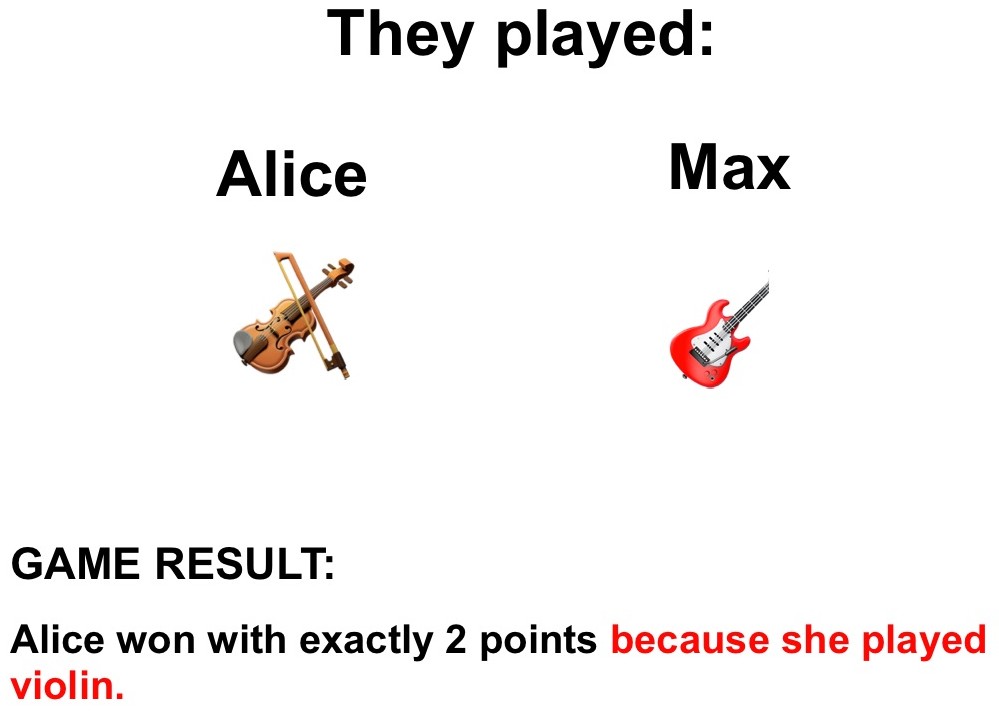 They played:
Alice
Max
GAME RESULT:
Alice won with exactly 2 points because she played
violin.